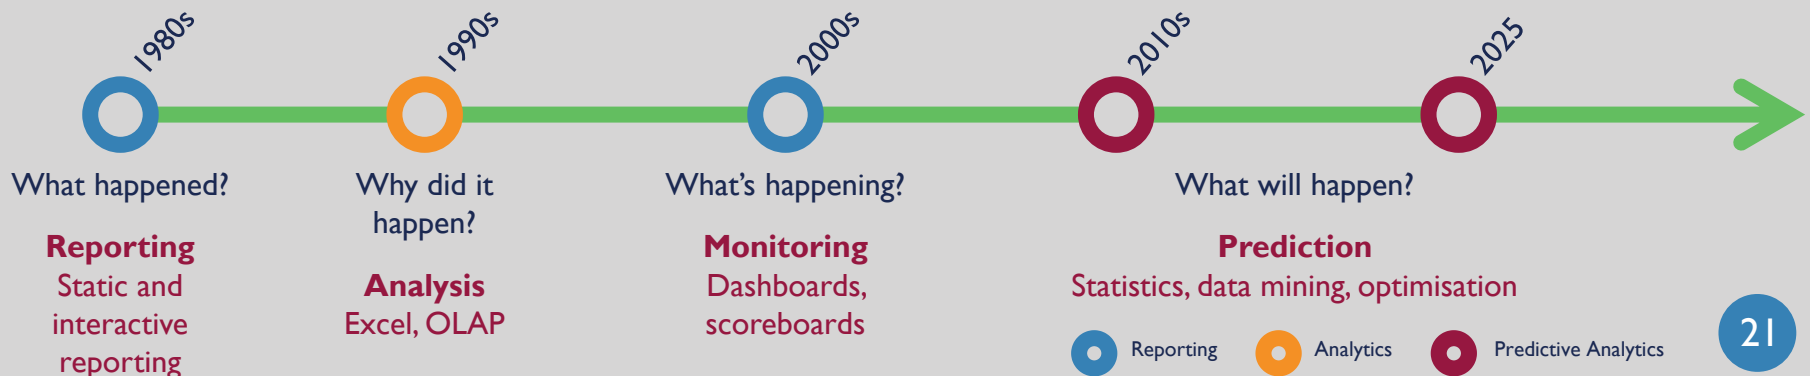 1980s
1990s
2000s
2010s
2025
What happened?
Reporting
Static and
interactive
reporting
Why did it
happen?
Analysis
Excel, OLAP
What's happening?
Monitoring
Dashboards,
scoreboards
What will happen?
Prediction
Statistics, data mining, optimisation
Reporting
Analytics
Predictive Analytics
21